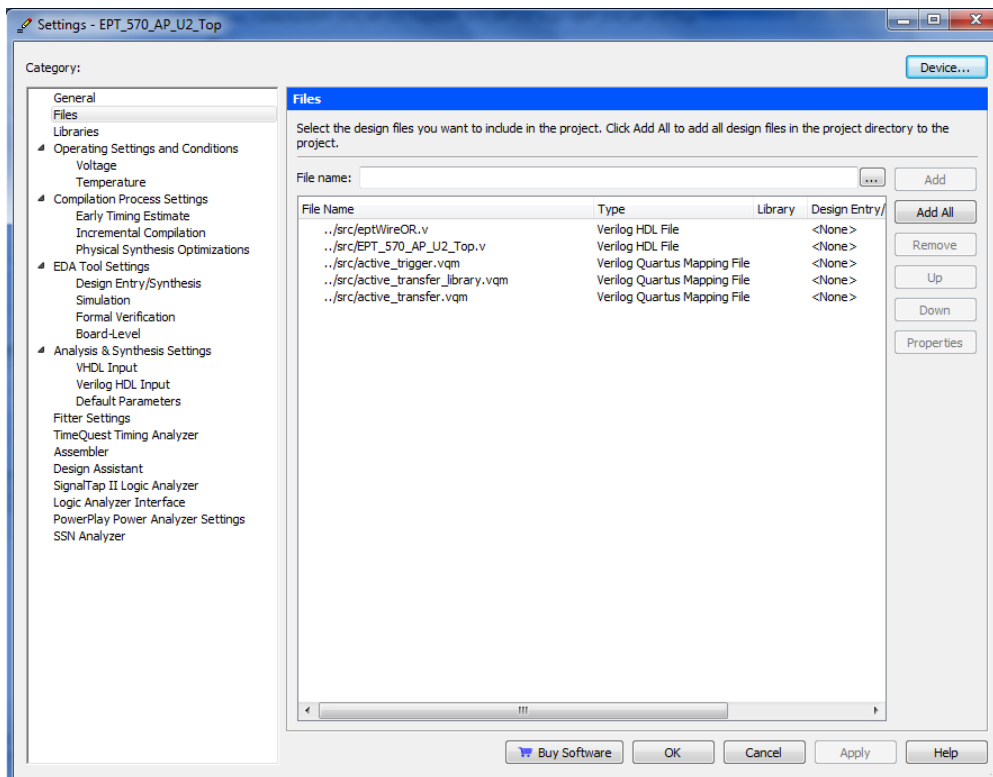 Settings - EPT_570_AP_U2_Top
Category:
Device...
General
Files
Libraries
Operating Settings and Conditions
Voltage
Temperature
Compilation Process Settings
Early Timing Estimate
Incremental Compilation
Physical Synthesis Optimizations
EDA Tool Settings
Design Entry/Synthesis
Simulation
Formal Verification
Board-Level
Analysis & Synthesis Settings
VHDL Input
Verilog HDL Input
Default Parameters
Fitter Settings
TimeQuest Timing Analyzer
Assembler
Design Assistant
SignalTap II Logic Analyzer
Logic Analyzer Interface
PowerPlay Power Analyzer Settings
SSN Analyzer
Files
Select the design files you want to include in the project. Click Add All to add all design files in the project directory to the
project.
File name: ... Add
File Name Type Library Design Entry/ Add All
../src/eptWireOR.v Verilog HDL File <None>
../src/EPT_570_AP_U2_Top.v Verilog HDL File <None>
../src/active_trigger.vqm Verilog Quartus Mapping File <None>
../src/active_transfer_library.vqm Verilog Quartus Mapping File <None>
../src/active_transfer.vqm Verilog Quartus Mapping File <None>
Remove
Up
Down
Properties
Buy Software OK Cancel Apply Help